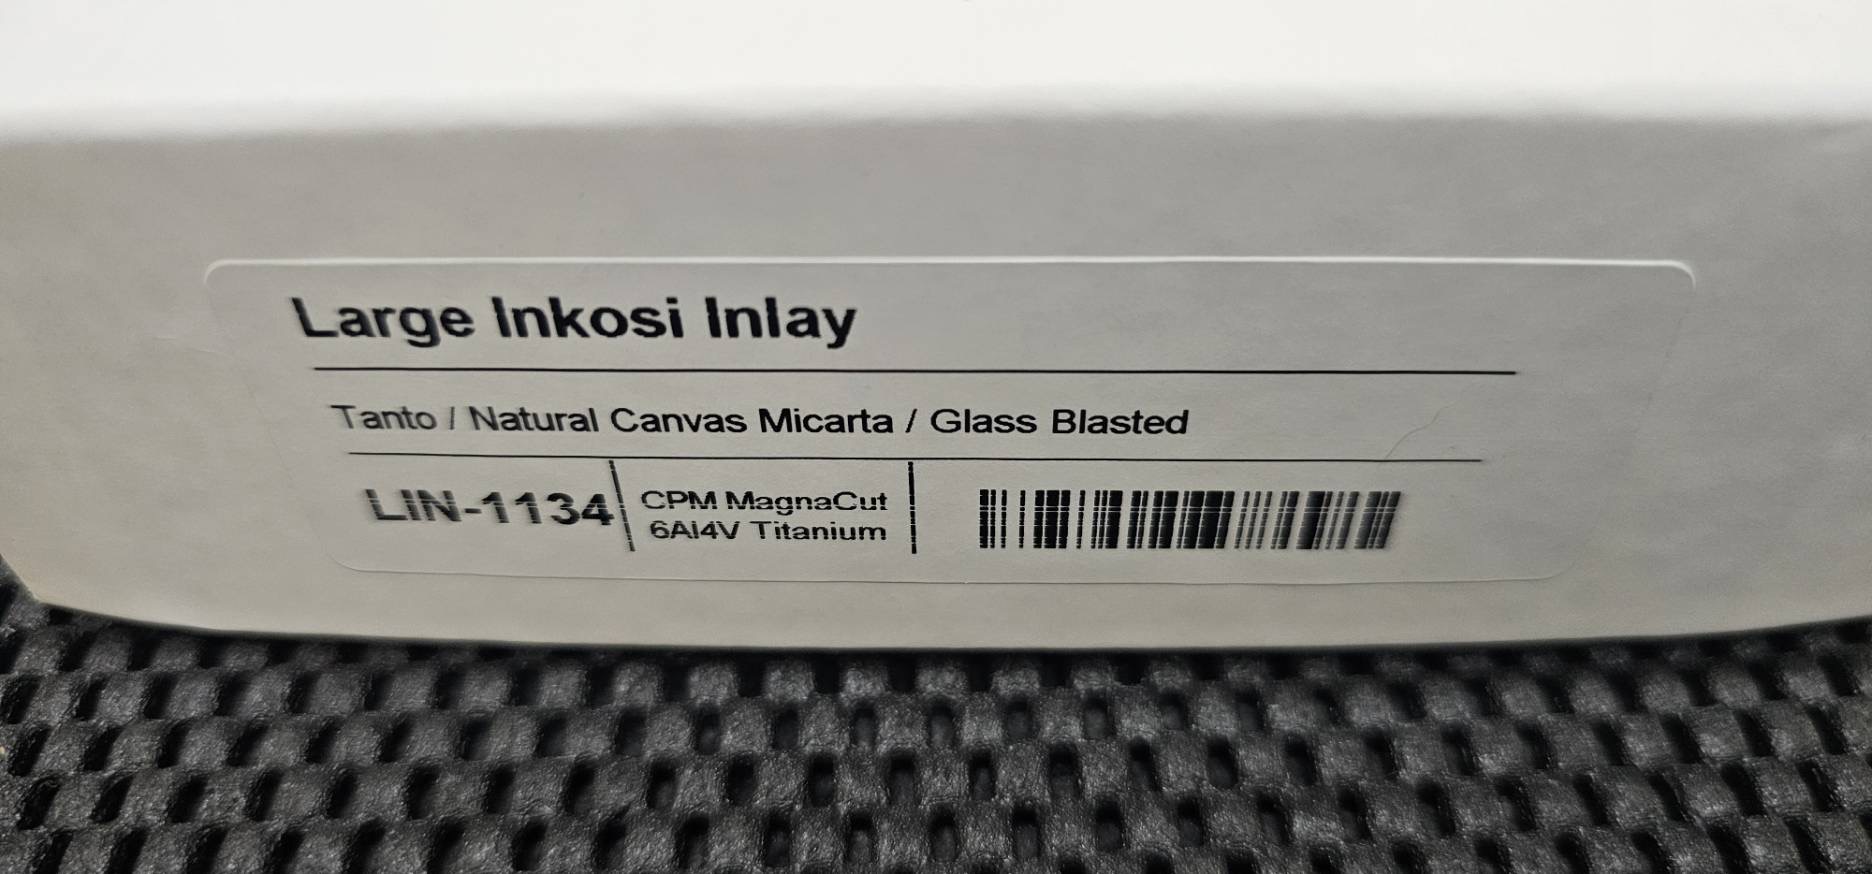 Large Inkosi Inlay
Tanto / Natural Canvas Micarta / Glass Blasted
LIN-1134
CPM MagnaCut
6Al4V Titanium